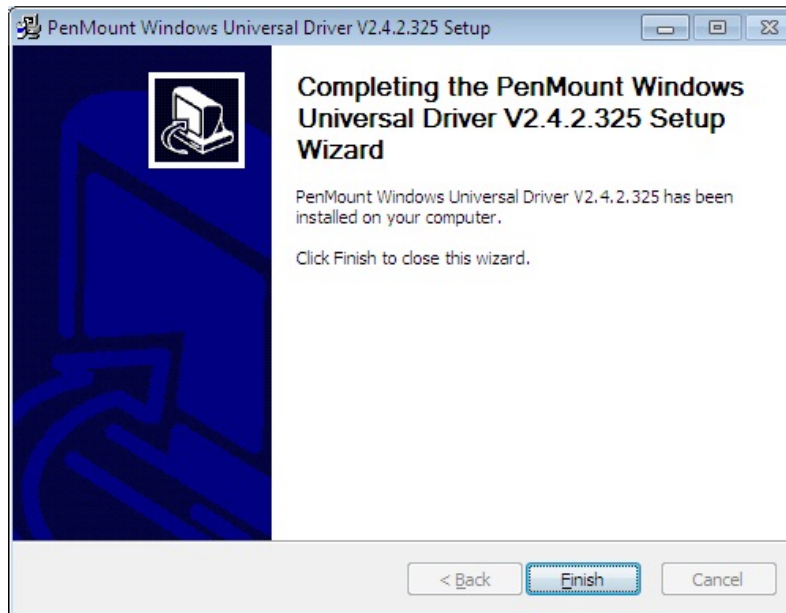 PenMount Windows Universal Driver V2.4.2.325 Setup
Completing the PenMount Windows
Universal Driver V2.4.2.325 Setup
Wizard
PenMount Windows Universal Driver V2.4.2.325 has been
installed on your computer.
Click Finish to close this wizard.
< Back
Finish
Cancel